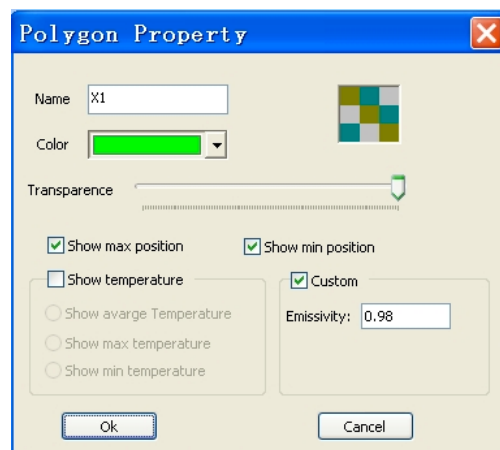 Polygon Property
Name X1
Color
Transparence
Show max position Show min position
Show temperature Custom
Show avarge Temperature Emissivity: 0.98
Show max temperature
Show min temperature
Ok Cancel